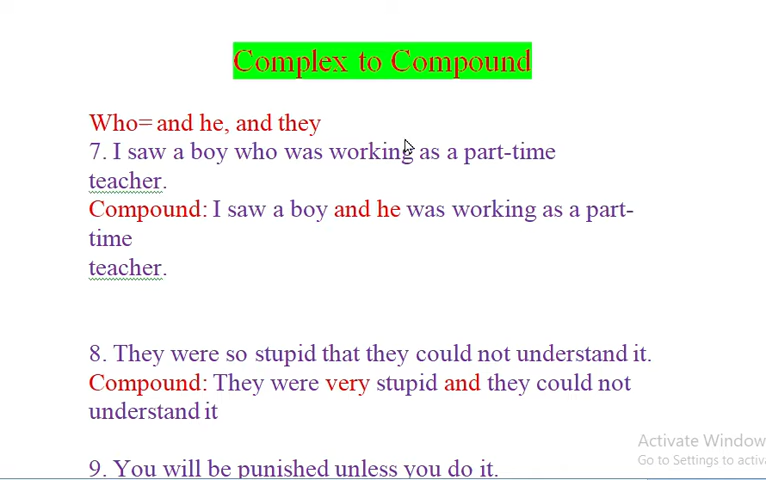 Complex to Compound
Who= and he, and they
7. I saw a boy who was working as a part-time
teacher.
Compound: I saw a boy and he was working as a part-
time
teacher.
8. They were so stupid that they could not understand it.
Compound: They were very stupid and they could not
understand it
9. You will be punished unless you do it.
Activate Window
Go to Settings to activa